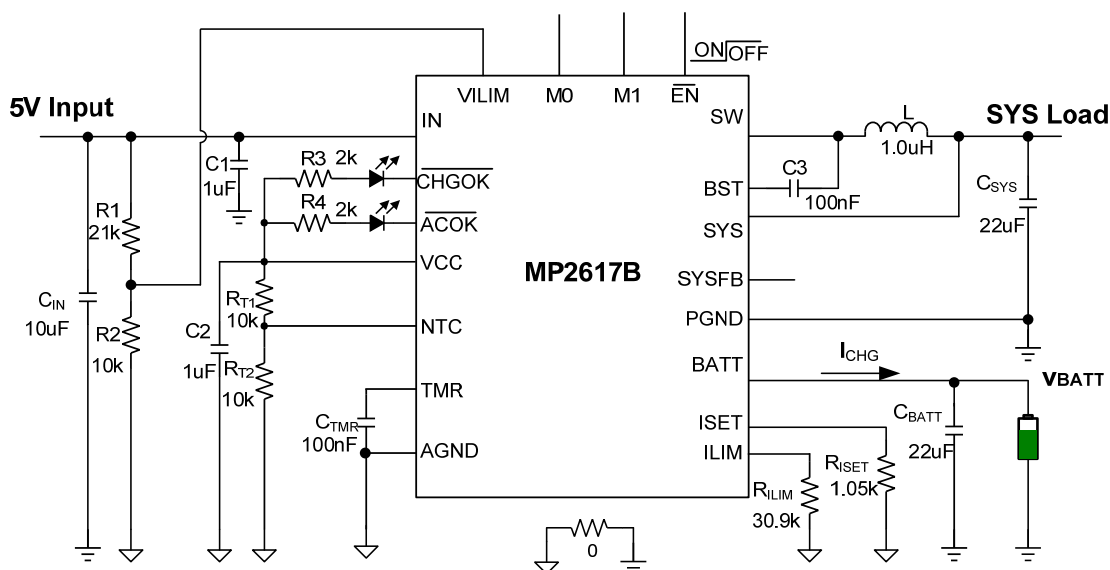 ON OFF
5V Input
VILIM M0 M1 EN
SYS Load
IN
SW
L
1.0uH
C1
1uF
R3 2k
CHGOK
BST
C3
100nF
CSYS
22uF
R1
21k
R4 2k
ACOK
SYS
VCC
MP2617B
SYSFB
CIN
10uF
RT1
10k
R2
10k
C2
1uF
NTC
PGND
RT2
10k
BATT
ICHG
VBATT
TMR
CTMR
100nF
ISET
CBATT
22uF
AGND
ILIM
RISET
1.05k
RILIM
30.9k
0